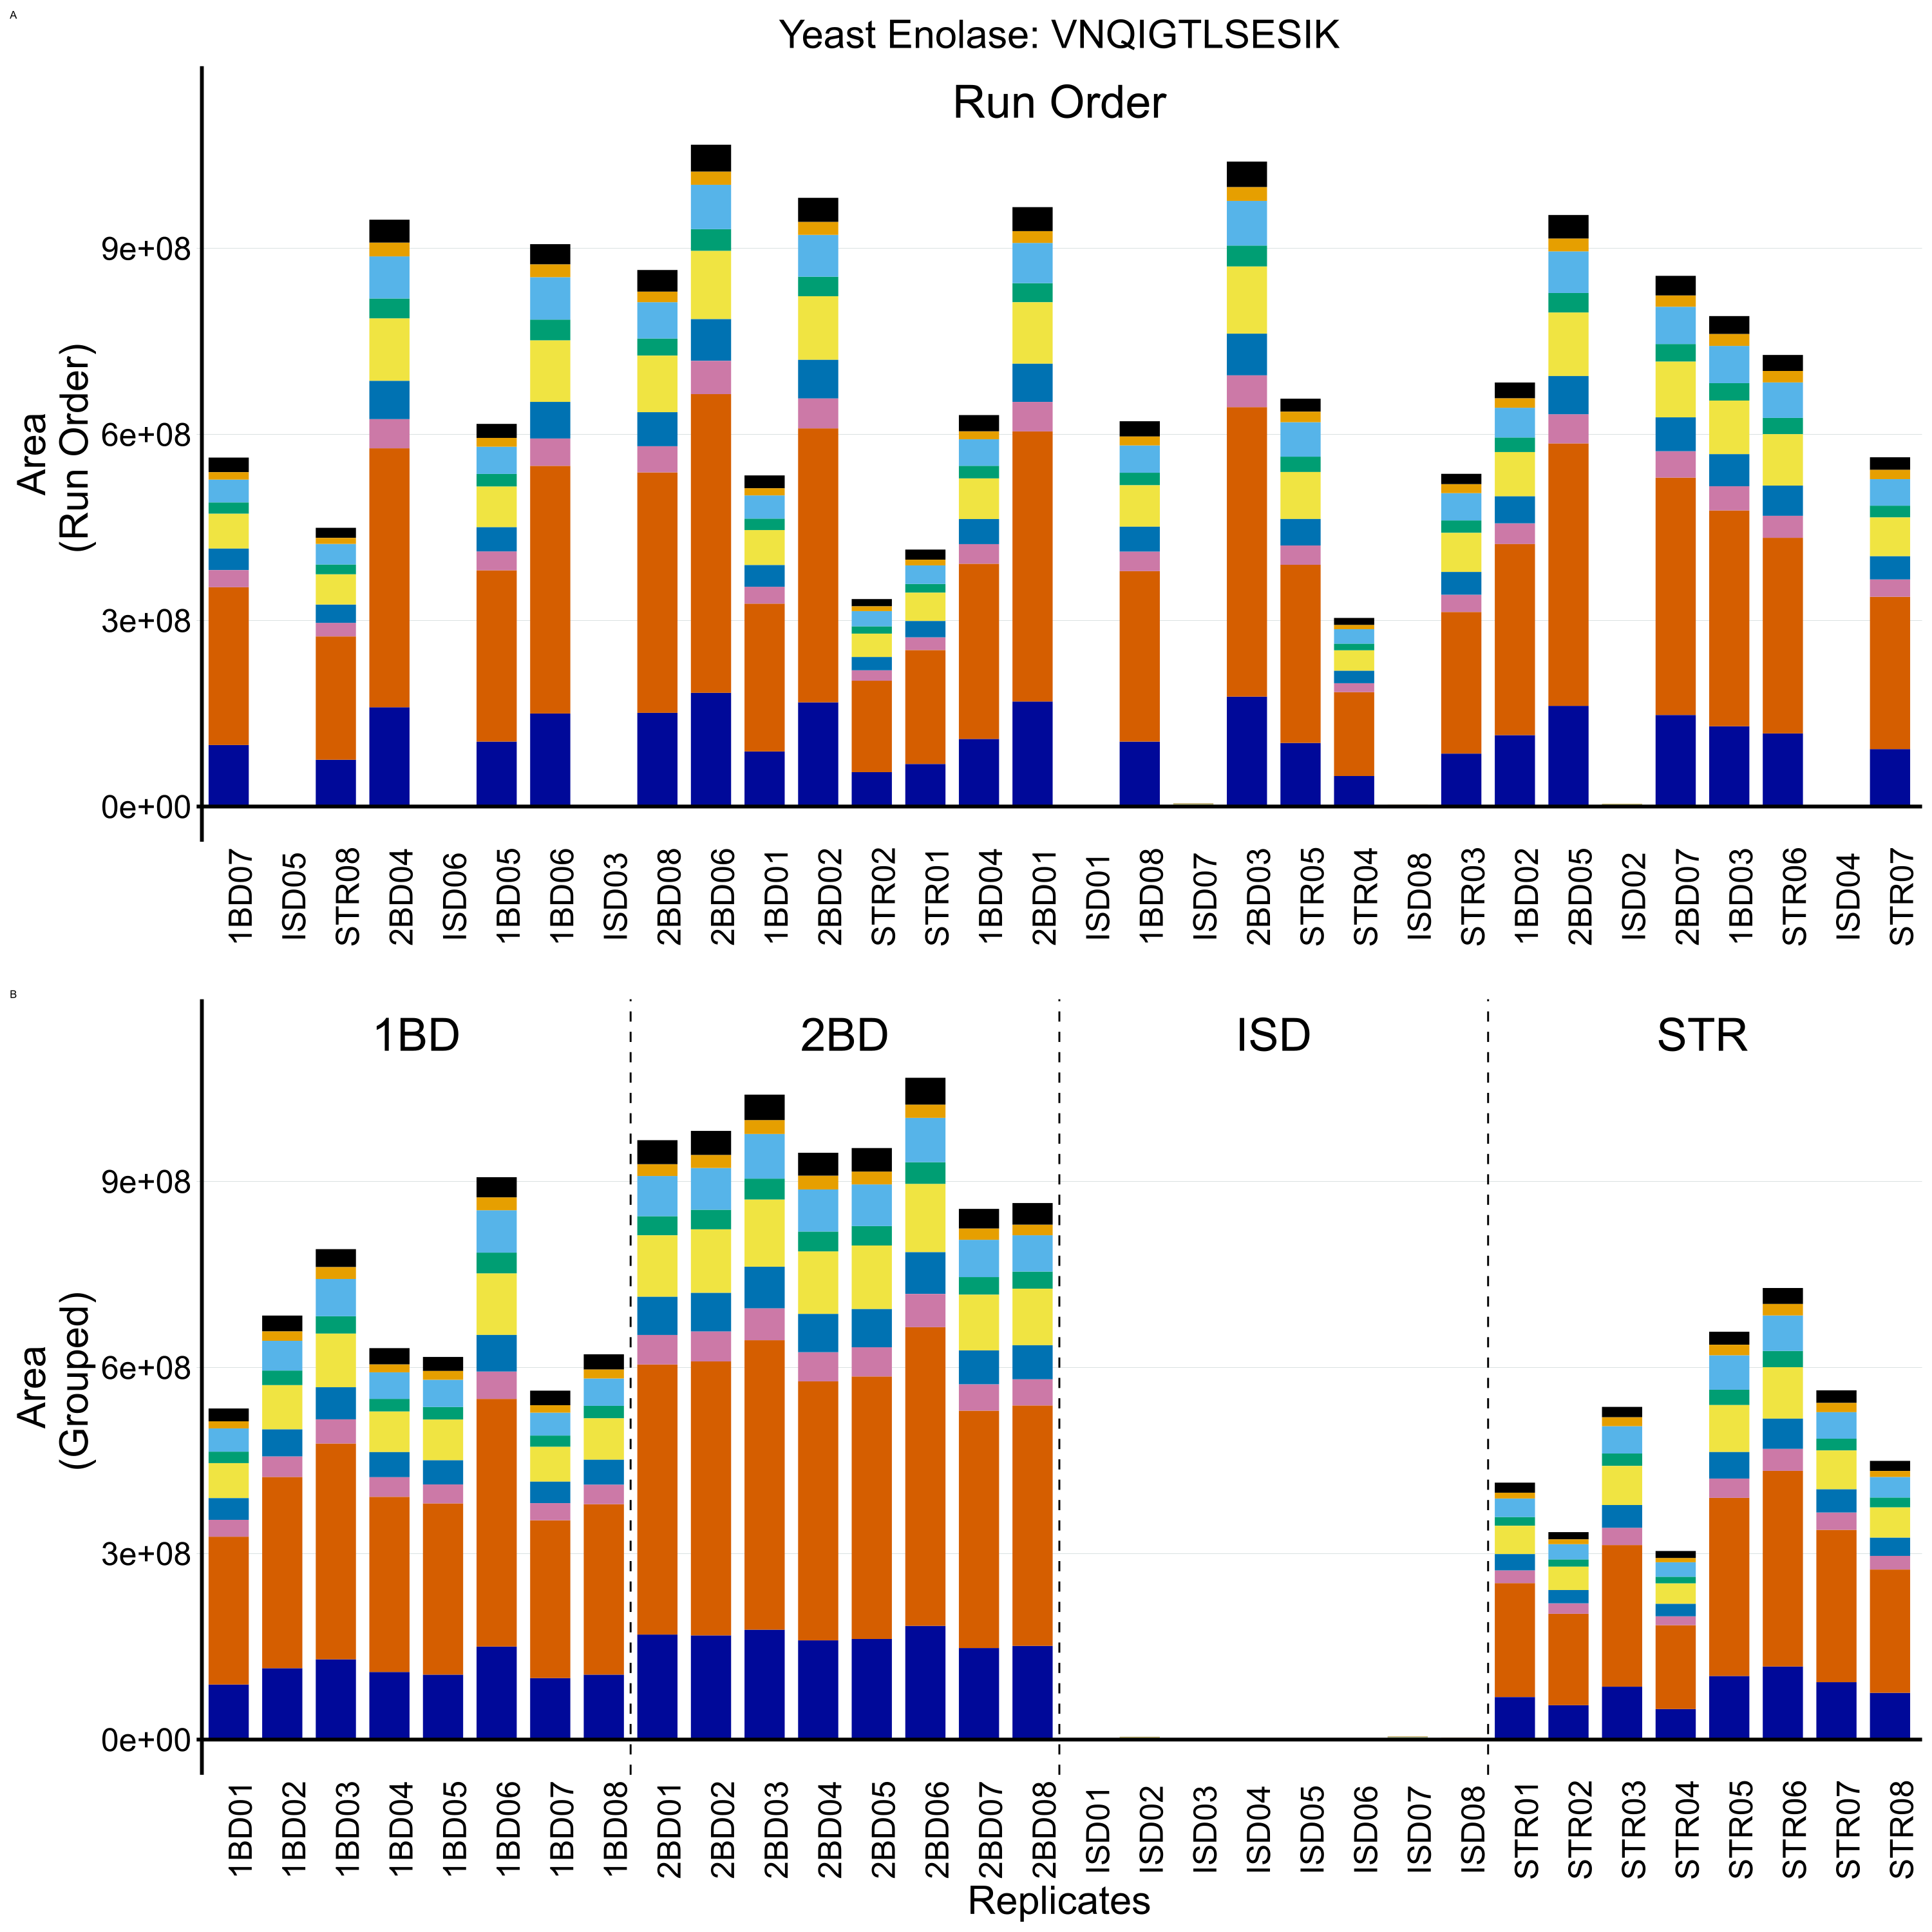 A
Yeast Enolase: VNQIGTLSESIK
Run Order
Area
(Run Order)
9e+08
6e+08
3e+08
0e+00
1BD07
ISD05
STR08
2BD04
ISD06
1BD05
1BD06
ISD03
2BD08
2BD06
1BD01
2BD02
STR02
STR01
1BD04
2BD01
ISD01
1BD08
ISD07
2BD03
STR05
STR04
ISD08
STR03
1BD02
2BD05
ISD02
2BD07
1BD03
STR06
ISD04
STR07
B
1BD
2BD
ISD
STR
Area
(Grouped)
9e+08
6e+08
3e+08
0e+00
1BD01
1BD02
1BD03
1BD04
1BD05
1BD06
1BD07
1BD08
2BD01
2BD02
2BD03
2BD04
2BD05
2BD06
2BD07
2BD08
ISD01
ISD02
ISD03
ISD04
ISD05
ISD06
ISD07
ISD08
STR01
STR02
STR03
STR04
STR05
STR06
STR07
STR08
Replicates